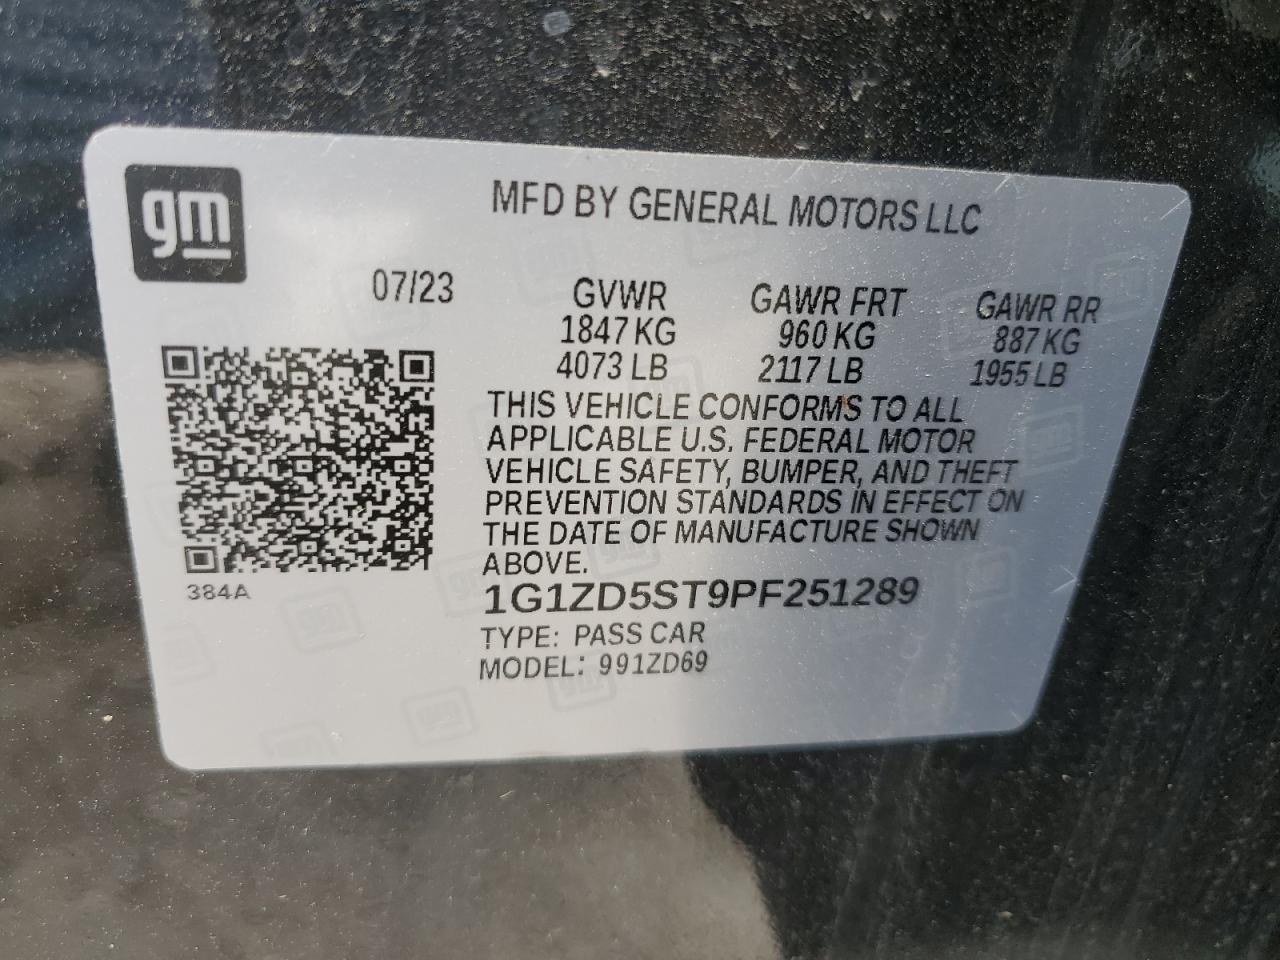 gm
MFD BY GENERAL MOTORS LLC
07/23
GVWR GAWR FRT GAWR RR
1847 KG 960 KG 887 KG
4073 LB 2117 LB 1955 LB
THIS VEHICLE CONFORMS TO ALL
APPLICABLE U.S. FEDERAL MOTOR
VEHICLE SAFETY, BUMPER, AND THEFT
PREVENTION STANDARDS IN EFFECT ON
THE DATE OF MANUFACTURE SHOWN
ABOVE.
384A
1G1ZD5ST9PF251289
TYPE: PASS CAR
MODEL: 991ZD69